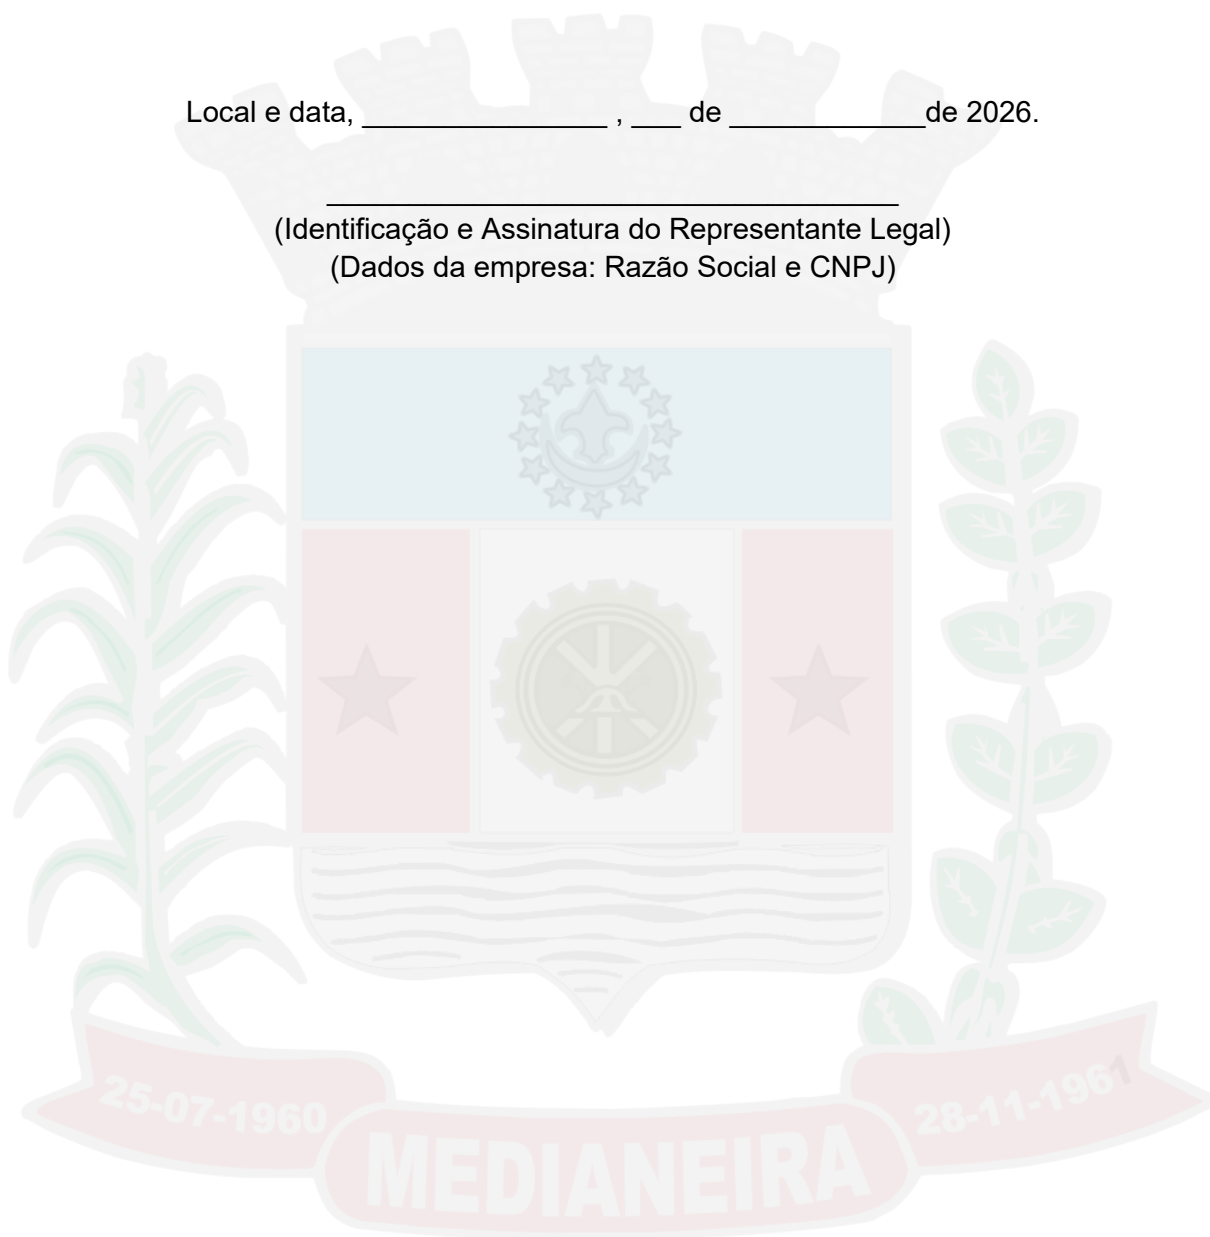 Local e data, _______________ , ___ de ____________de 2026.
___________________________________
(Identificação e Assinatura do Representante Legal)
(Dados da empresa: Razão Social e CNPJ)
25-07-1960
28-11-1961
MEDIANEIRA